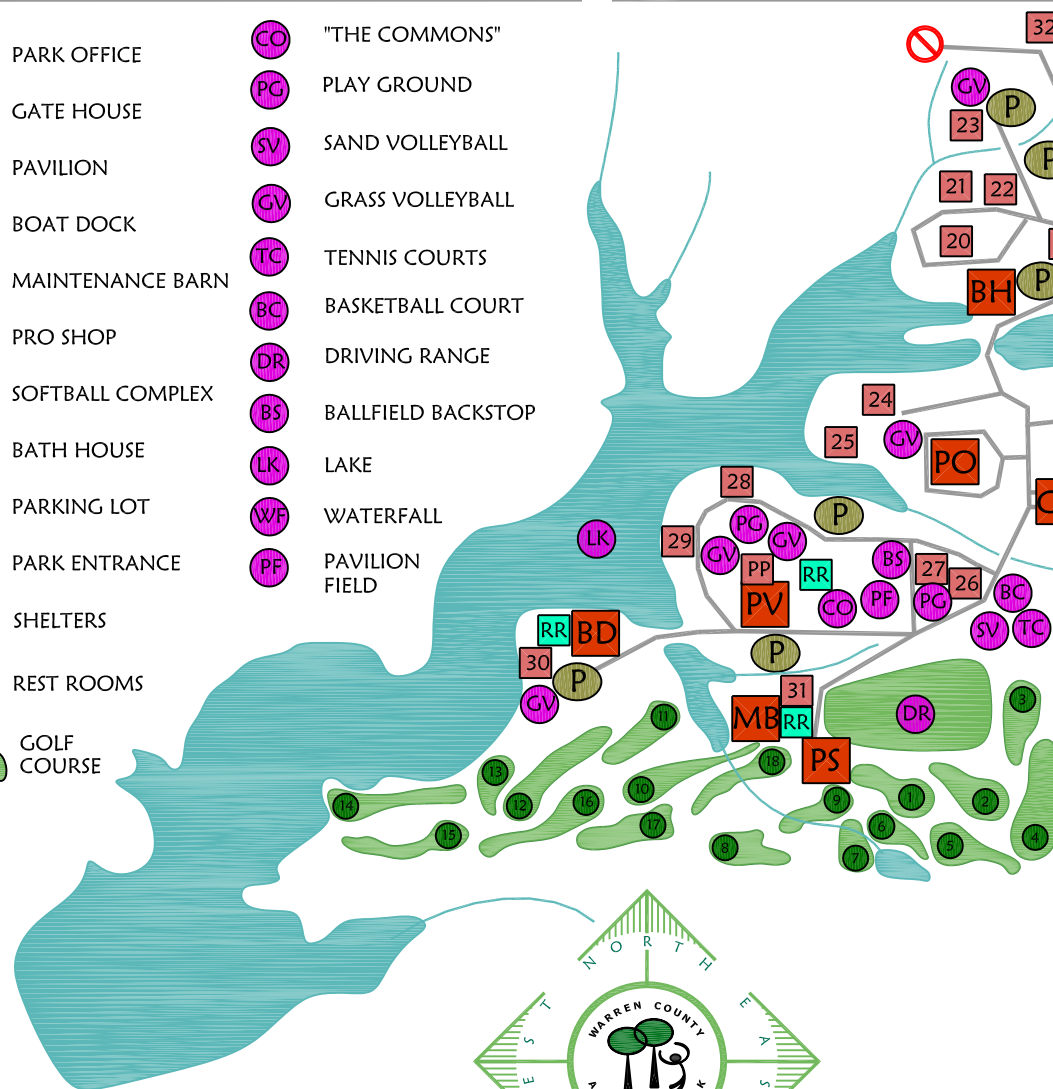 PARK OFFICE
GATE HOUSE
PAVILION
BOAT DOCK
MAINTENANCE BARN
PRO SHOP
SOFTBALL COMPLEX
BATH HOUSE
PARKING LOT
PARK ENTRANCE
SHELTERS
REST ROOMS
GOLF
COURSE
CO "THE COMMONS"
PG PLAY GROUND
SV SAND VOLLEYBALL
GV GRASS VOLLEYBALL
TC TENNIS COURTS
BC BASKETBALL COURT
DR DRIVING RANGE
BS BALLFIELD BACKSTOP
LK LAKE
WF WATERFALL
PF PAVILION
FIELD
32
GV
P
23
P
21
22
20
BH
P
24
25
GV
PO
28
P
29
PG
GV
GV
PP
RR
BS
27
26
PV
CO
PF
PG
BC
SV
TC
LK
RR
BD
30
P
GV
P
31
MB
RR
DR
PS
3
11
13
18
14
12
16
10
9
1
2
15
17
6
4
8
7
5
NORTH
WARREN COUNTY